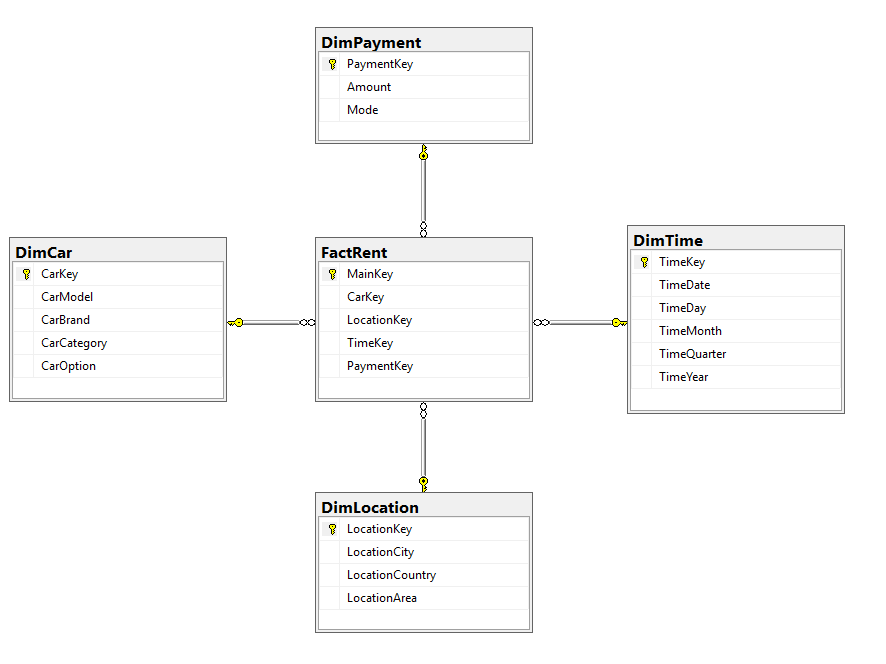 DimPayment
PaymentKey
Amount
Mode
DimCar
CarKey
CarModel
CarBrand
CarCategory
CarOption
FactRent
MainKey
CarKey
LocationKey
TimeKey
PaymentKey
DimTime
TimeKey
TimeDate
TimeDay
TimeMonth
TimeQuarter
TimeYear
DimLocation
LocationKey
LocationCity
LocationCountry
LocationArea